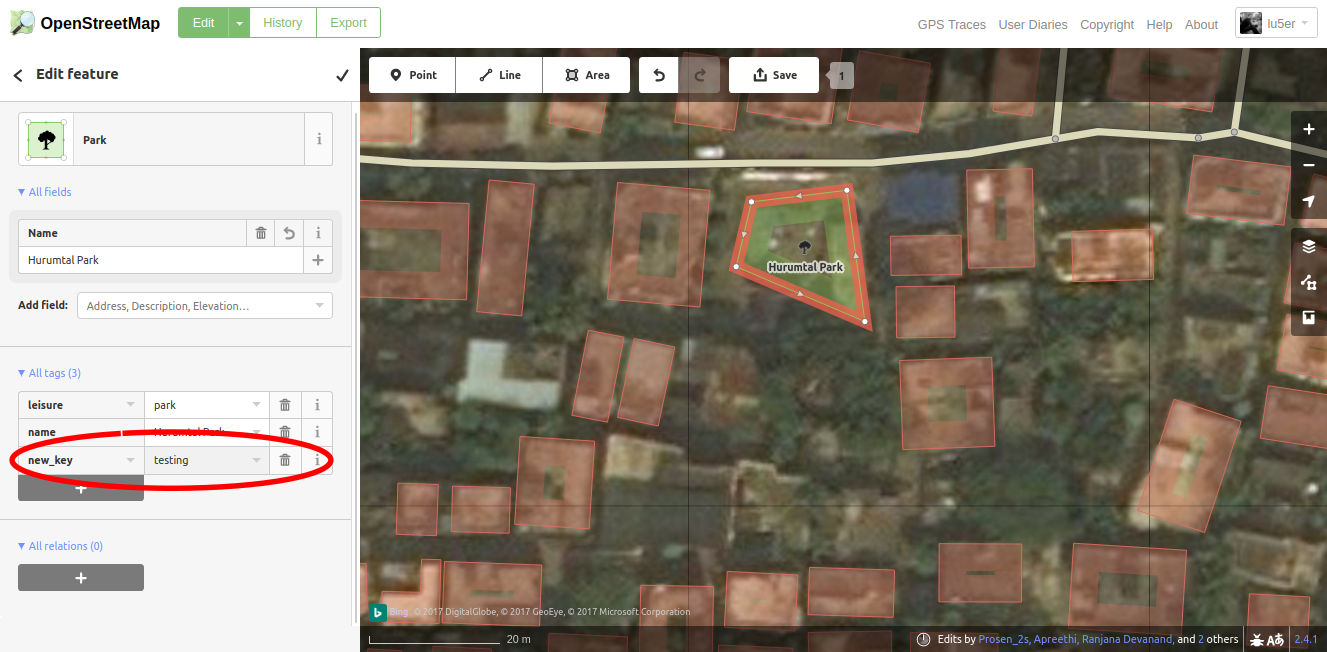 OpenStreetMap
Edit
History
Export
GPS Traces
User Diaries
Copyright
Help
About
lu5er
Edit feature
Park
All fields
Name
Hurumtal Park
Add field:
Address, Description, Elevation...
All tags (3)
leisure
park
name
Hurumtal Park
new_key
testing
All relations (0)
Point
Line
Area
Save
1
Hurumtal Park
Bing © 2017 DigitalGlobe, © 2017 GeoEye, © 2017 Microsoft Corporation
20 m
Edits by Prosen_2s, Apreethi, Ranjana Devanand, and 2 others
2.4.1